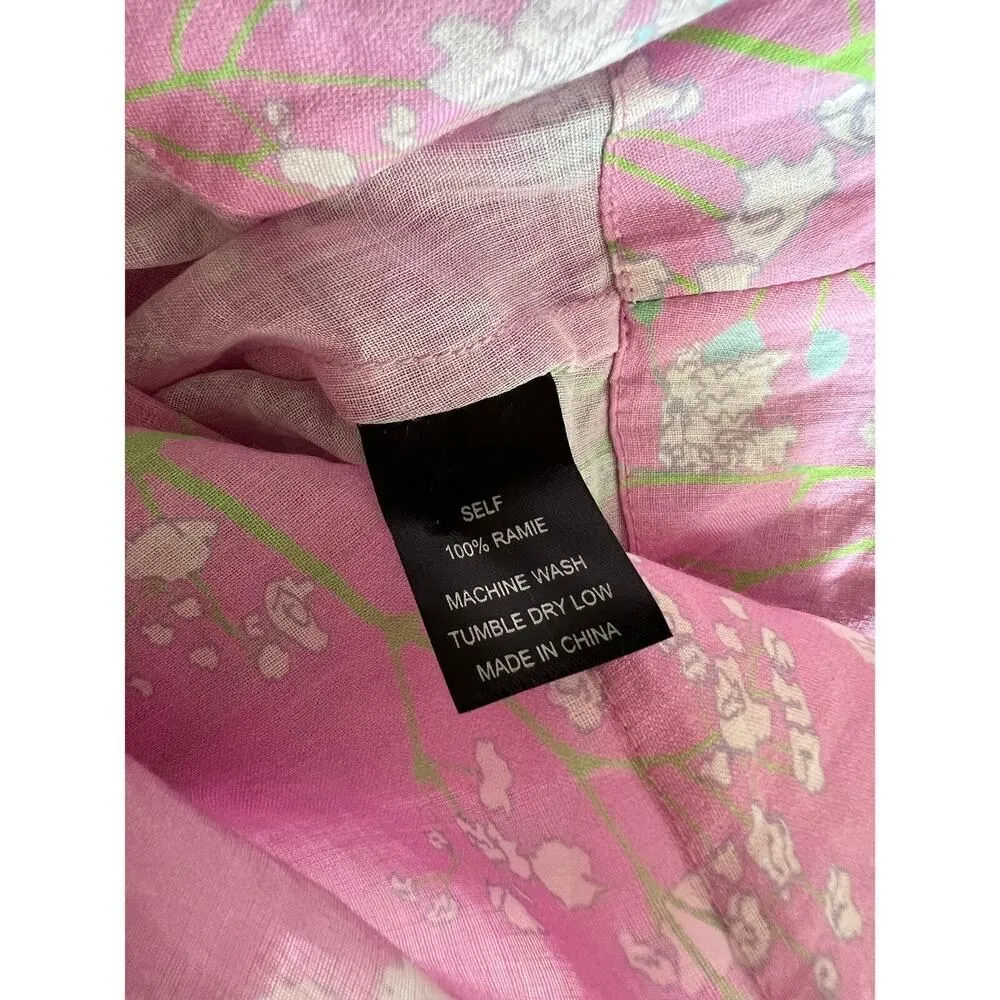 SELF
100% RAMIE
MACHINE WASH
TUMBLE DRY LOW
MADE IN CHINA